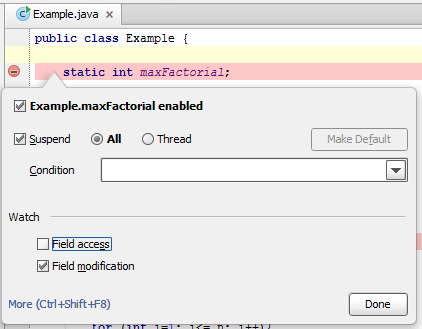 Example.java
public class Example {
static int maxFactorial;
Example.maxFactorial enabled
Suspend All Thread Make Default
Condition
Watch
Field access
Field modification
More (Ctrl+Shift+F8) Done
for (int i=1; i<= n; i++)